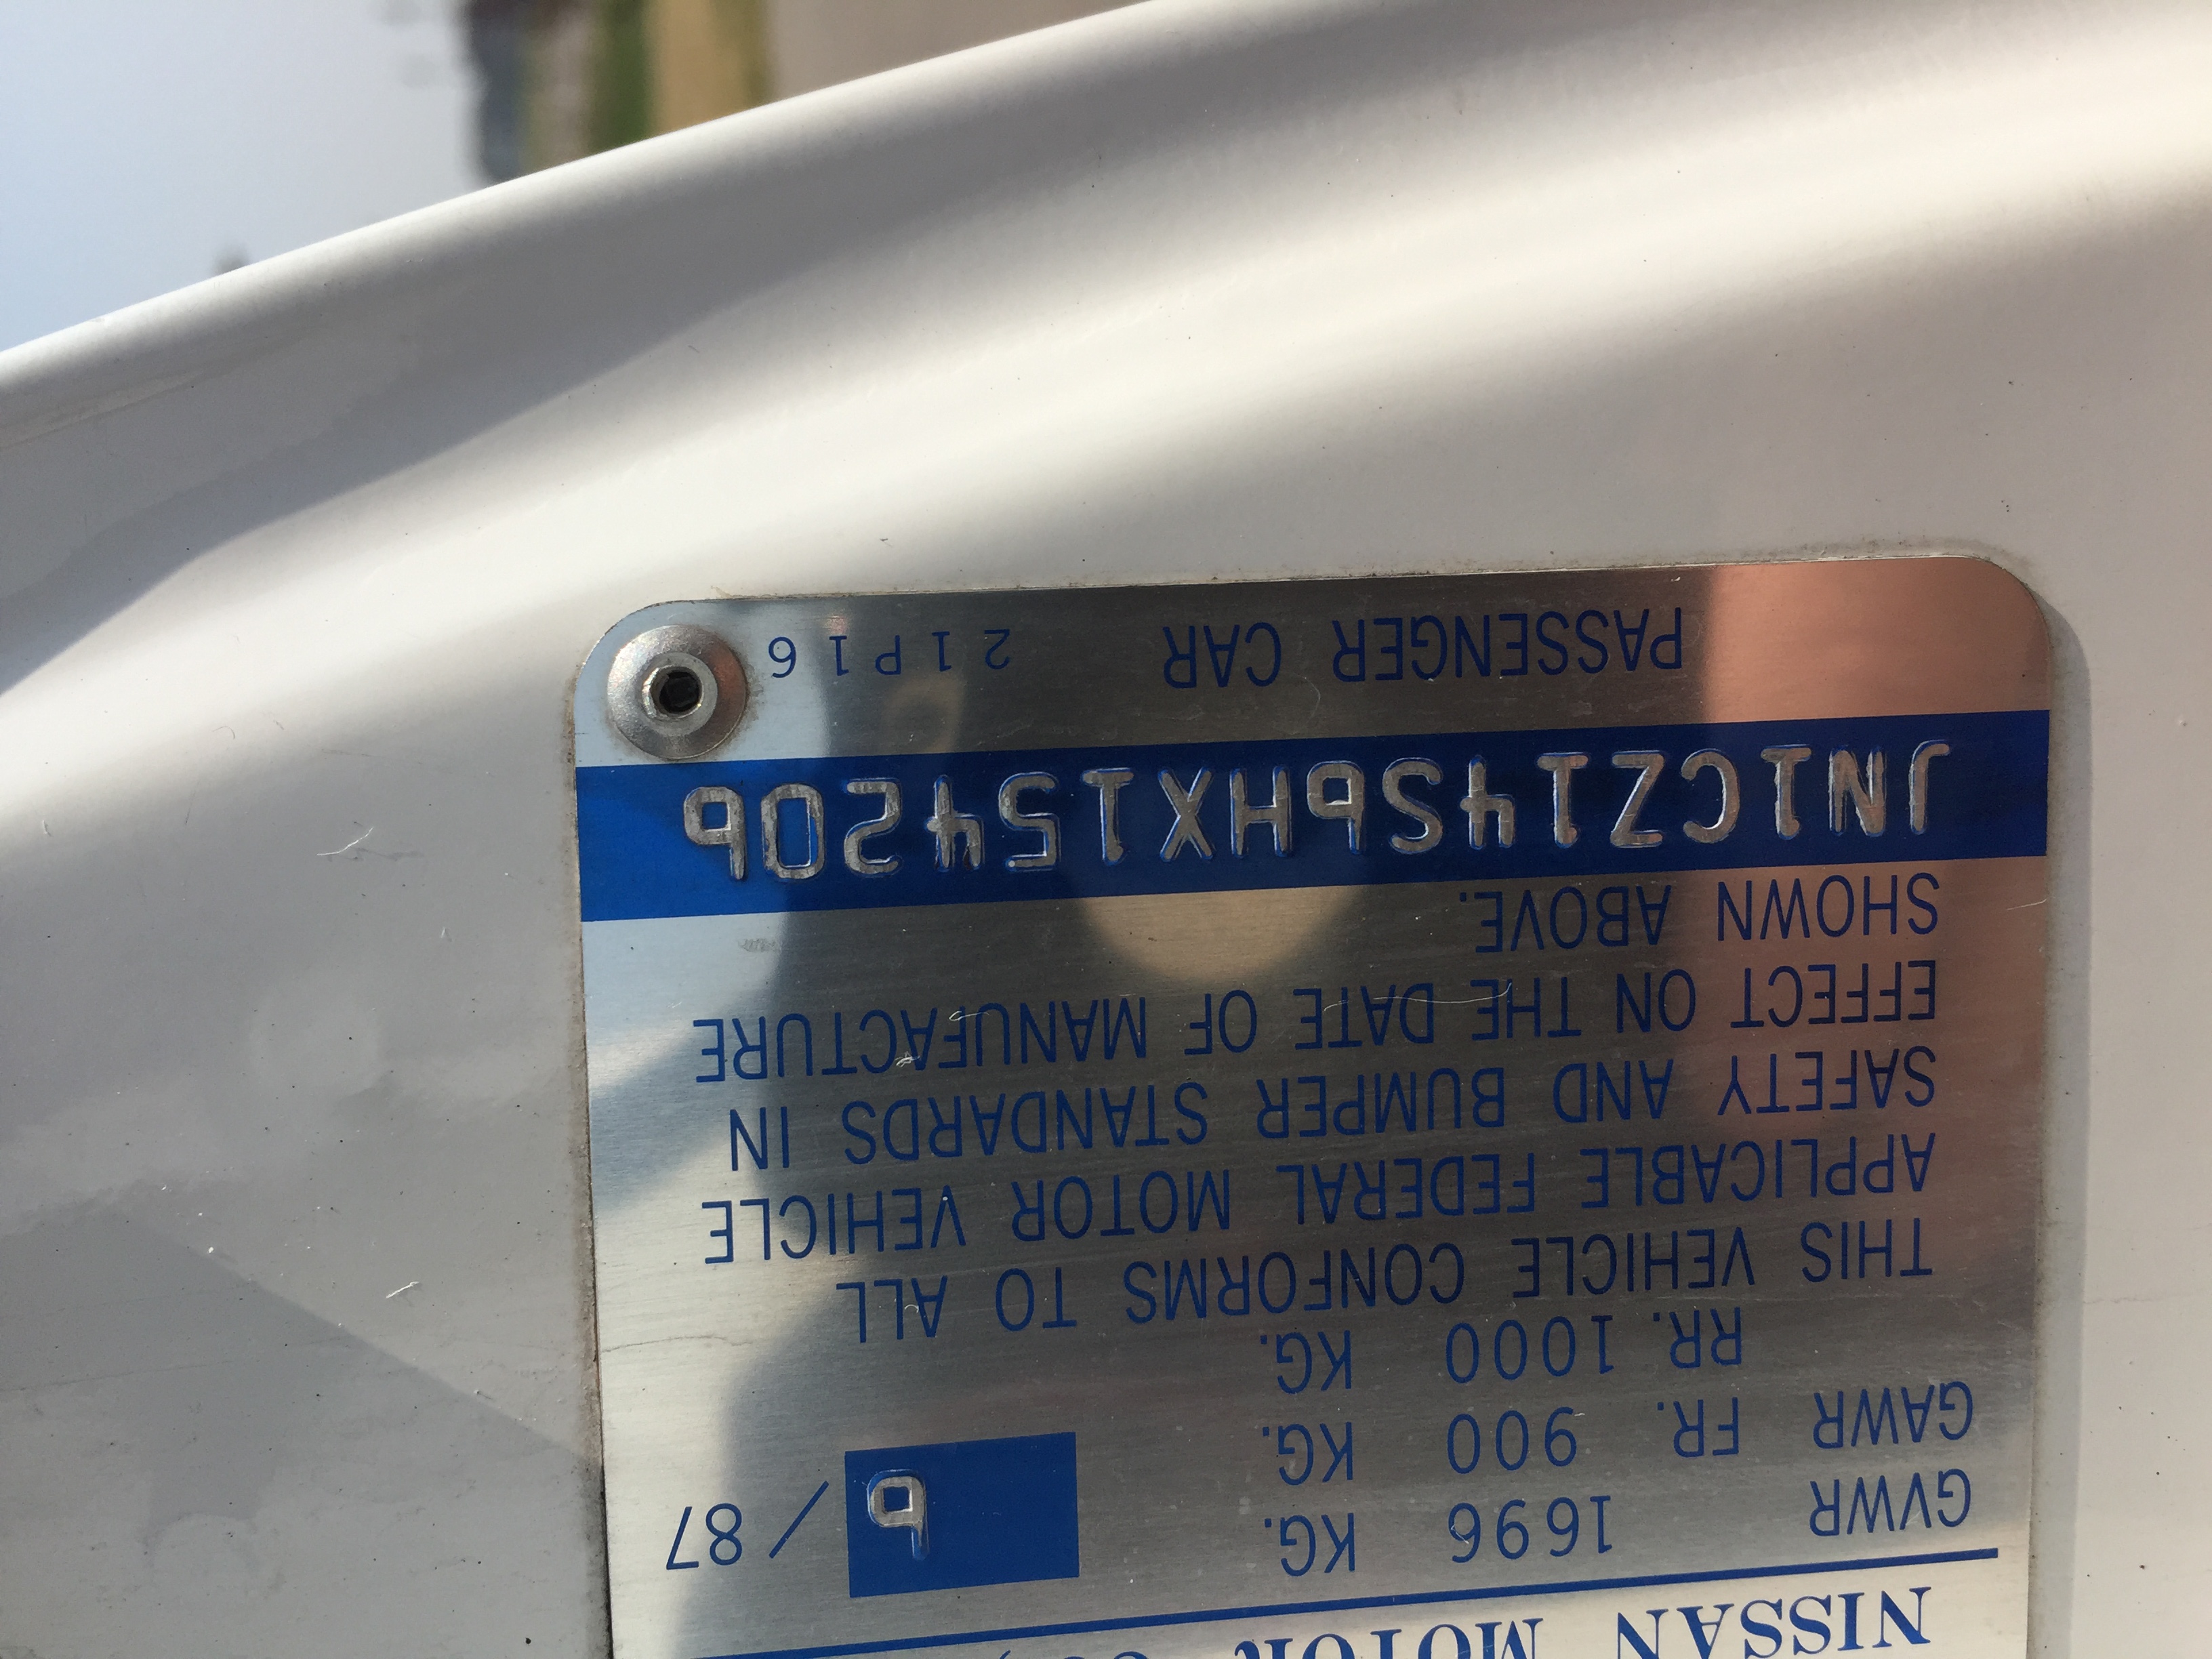 NISSAN MOTOR CO.,
GVWR 1696 KG. 6 / 87
GAWR FR. 900 KG.
RR. 1000 KG.
THIS VEHICLE CONFORMS TO ALL
APPLICABLE FEDERAL MOTOR VEHICLE
SAFETY AND BUMPER STANDARDS IN
EFFECT ON THE DATE OF MANUFACTURE
SHOWN ABOVE.
JN1CZ14S6HX154206
PASSENGER CAR 21P16